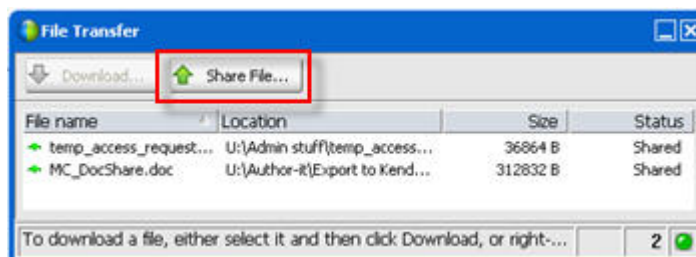 File Transfer
Download... Share File...
File name Location Size Status
temp_access_request... U:\Admin stuff\temp_access... 36864 B Shared
MC_DocShare.doc U:\Author-it\Export to Kend... 312832 B Shared
To download a file, either select it and then click Download, or right-... 2